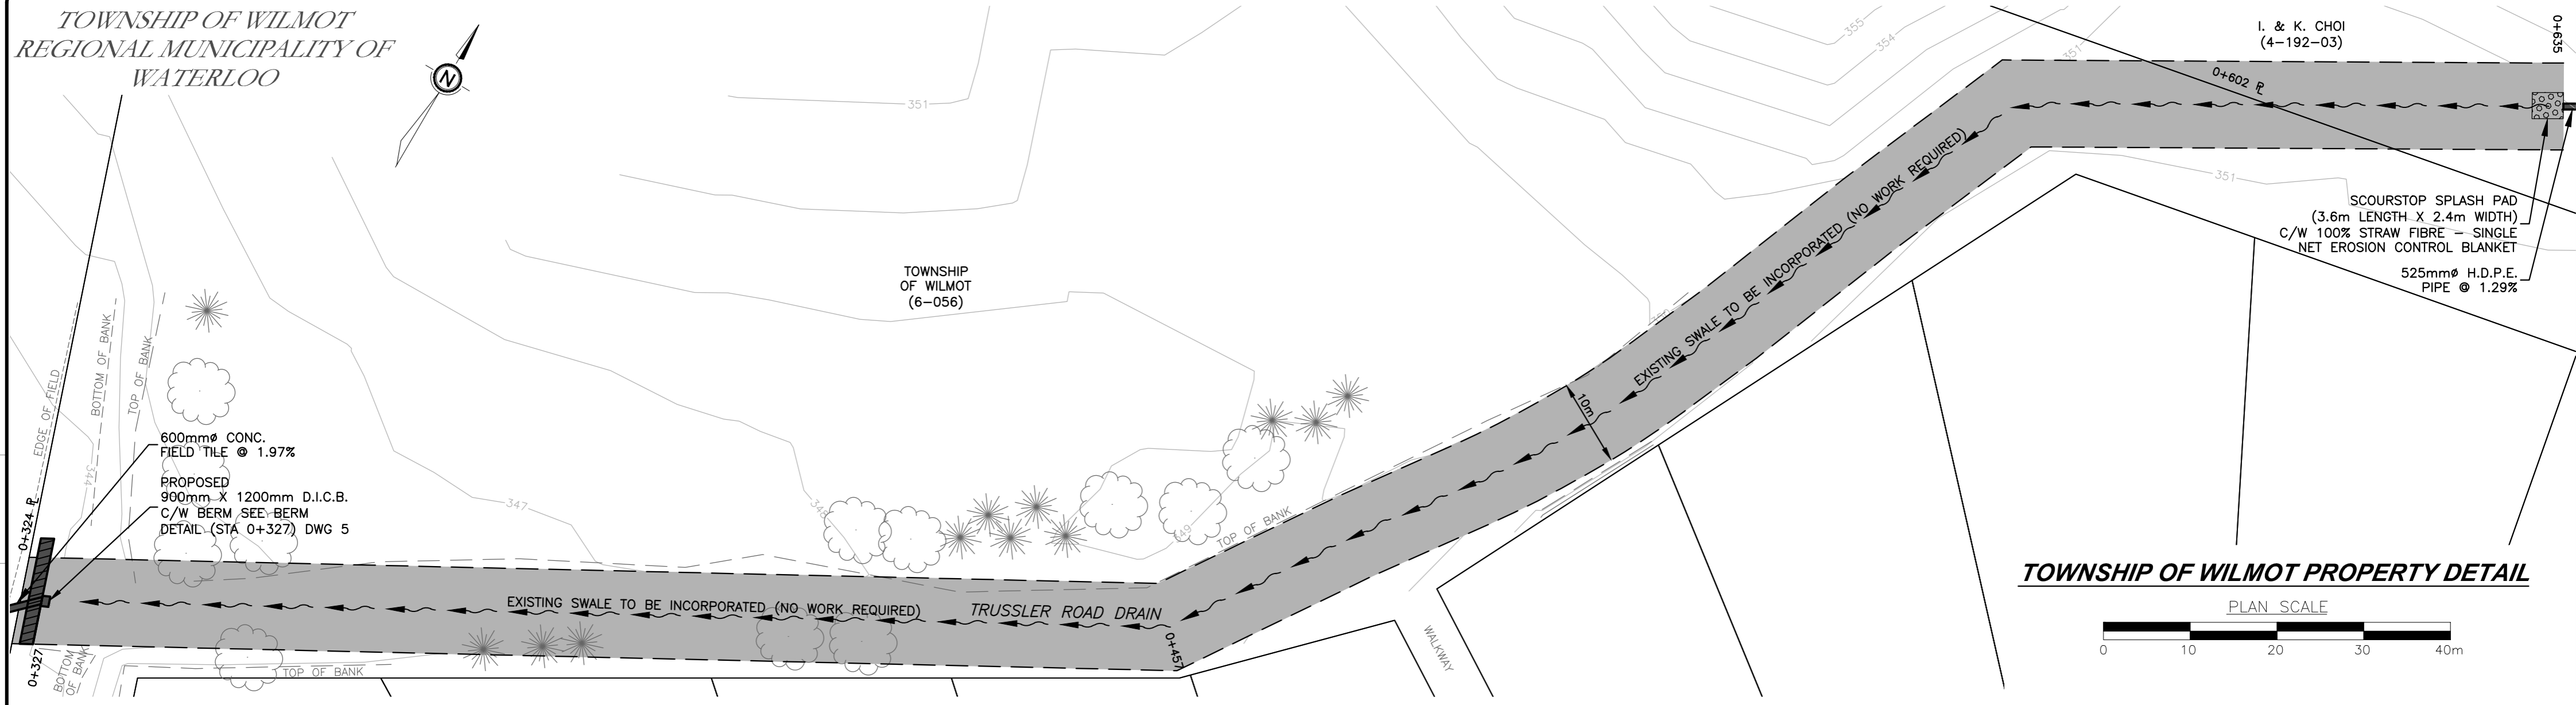 TOWNSHIP OF WILMOT
REGIONAL MUNICIPALITY OF
WATERLOO
N
351
355
354
351
I. & K. CHOI
(4-192-03)
0+635
0+602 ℄
351
SCOURSTOP SPLASH PAD
(3.6m LENGTH X 2.4m WIDTH)
C/W 100% STRAW FIBRE - SINGLE
NET EROSION CONTROL BLANKET
525mmø H.D.P.E.
PIPE @ 1.29%
TOWNSHIP
OF WILMOT
(6-056)
EXISTING SWALE TO BE INCORPORATED (NO WORK REQUIRED)
10m
EDGE OF FIELD
BOTTOM OF BANK
TOP OF BANK
344
600mmø CONC.
FIELD TILE @ 1.97%
PROPOSED
900mm X 1200mm D.I.C.B.
C/W BERM SEE BERM
DETAIL (STA 0+327) DWG 5
0+324 ℄
347
348
349
TOP OF BANK
EXISTING SWALE TO BE INCORPORATED (NO WORK REQUIRED)
TRUSSLER ROAD DRAIN
0+457
0+327
BOTTOM
OF BANK
TOP OF BANK
WALKWAY
TOWNSHIP OF WILMOT PROPERTY DETAIL
PLAN SCALE
0 10 20 30 40m